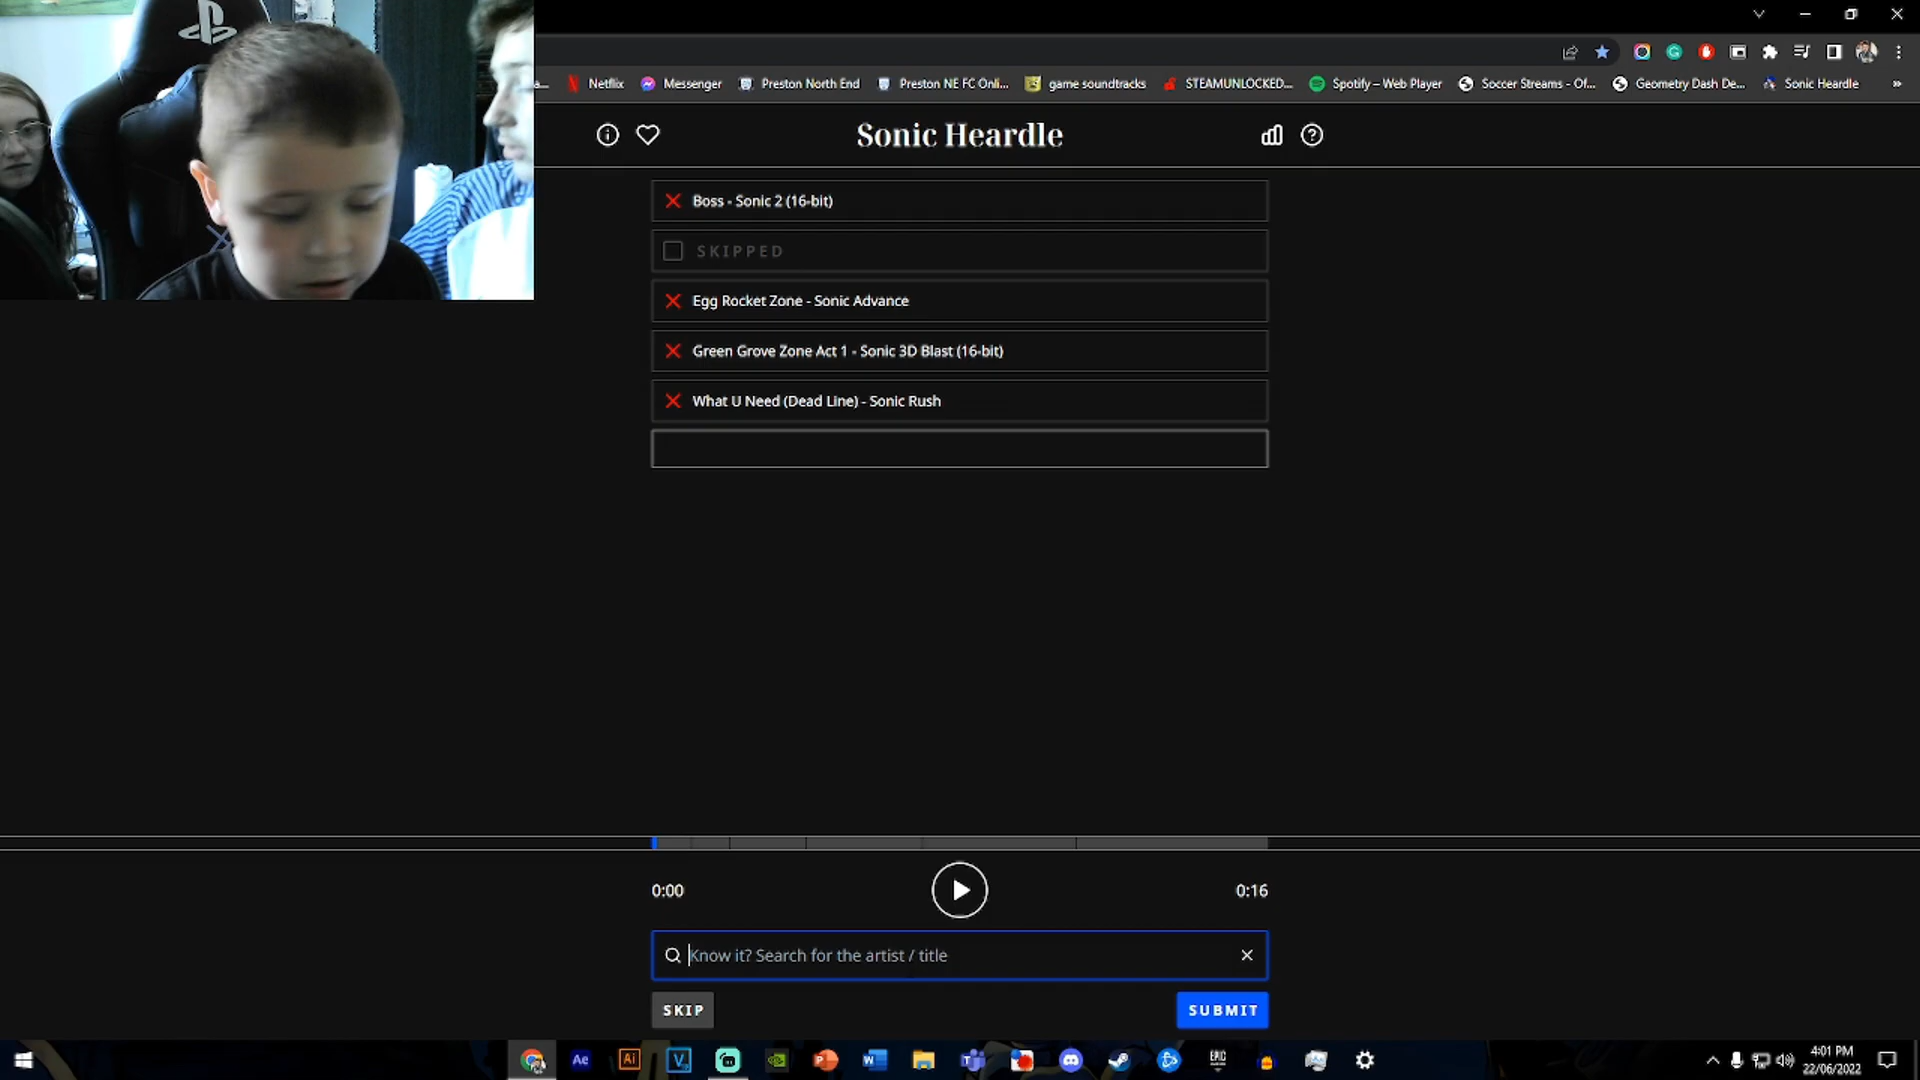 Netflix
Messenger
Preston North End
Preston NE FC Onli...
game soundtracks
STEAMUNLOCKED...
Spotify – Web Player
Soccer Streams - Of...
Geometry Dash De...
Sonic Heardle
»
Sonic Heardle
Boss - Sonic 2 (16-bit)
SKIPPED
Egg Rocket Zone - Sonic Advance
Green Grove Zone Act 1 - Sonic 3D Blast (16-bit)
What U Need (Dead Line) - Sonic Rush
0:00
0:16
Know it? Search for the artist / title
SKIP
SUBMIT
Ae
Ai
V
EPIC
4:01 PM
22/06/2022